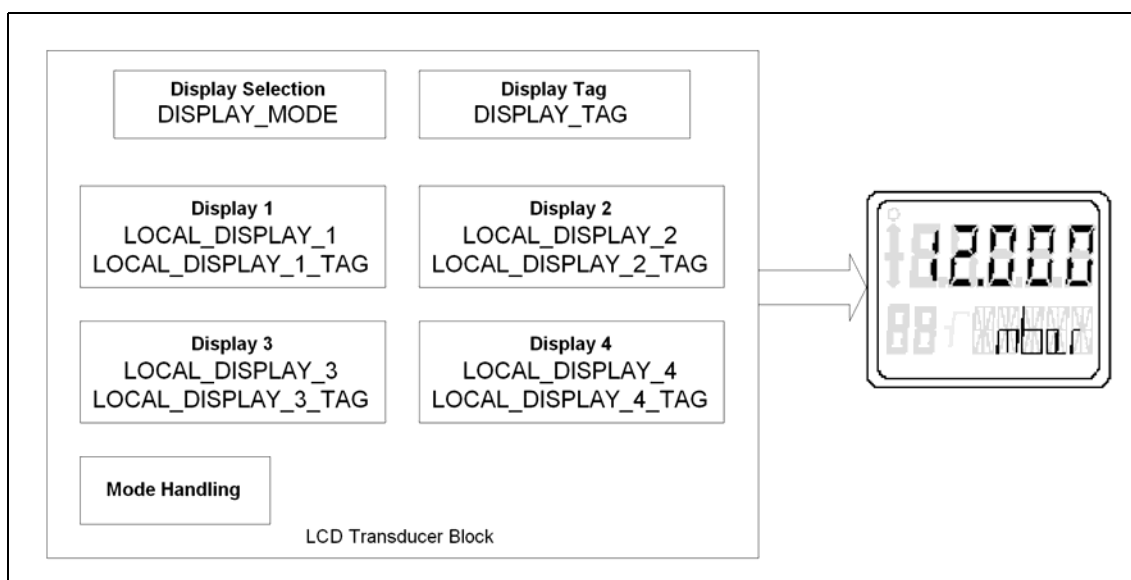 Display Selection
DISPLAY_MODE
Display Tag
DISPLAY_TAG
Display 1
LOCAL_DISPLAY_1
LOCAL_DISPLAY_1_TAG
Display 2
LOCAL_DISPLAY_2
LOCAL_DISPLAY_2_TAG
Display 3
LOCAL_DISPLAY_3
LOCAL_DISPLAY_3_TAG
Display 4
LOCAL_DISPLAY_4
LOCAL_DISPLAY_4_TAG
Mode Handling
LCD Transducer Block
12.000
mbar